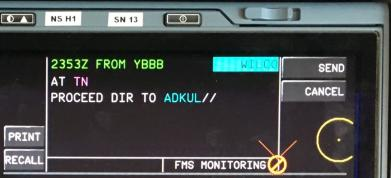 NS H1 SN 13
2353Z FROM YBBB WILCO
SEND
AT TN
CANCEL
PROCEED DIR TO ADKUL//
PRINT
RECALL
FMS MONITORING